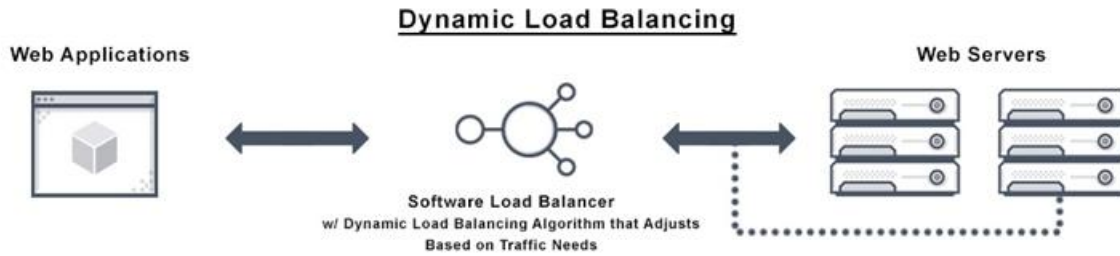 Dynamic Load Balancing
Web Applications
Web Servers
Software Load Balancer
w/ Dynamic Load Balancing Algorithm that Adjusts
Based on Traffic Needs